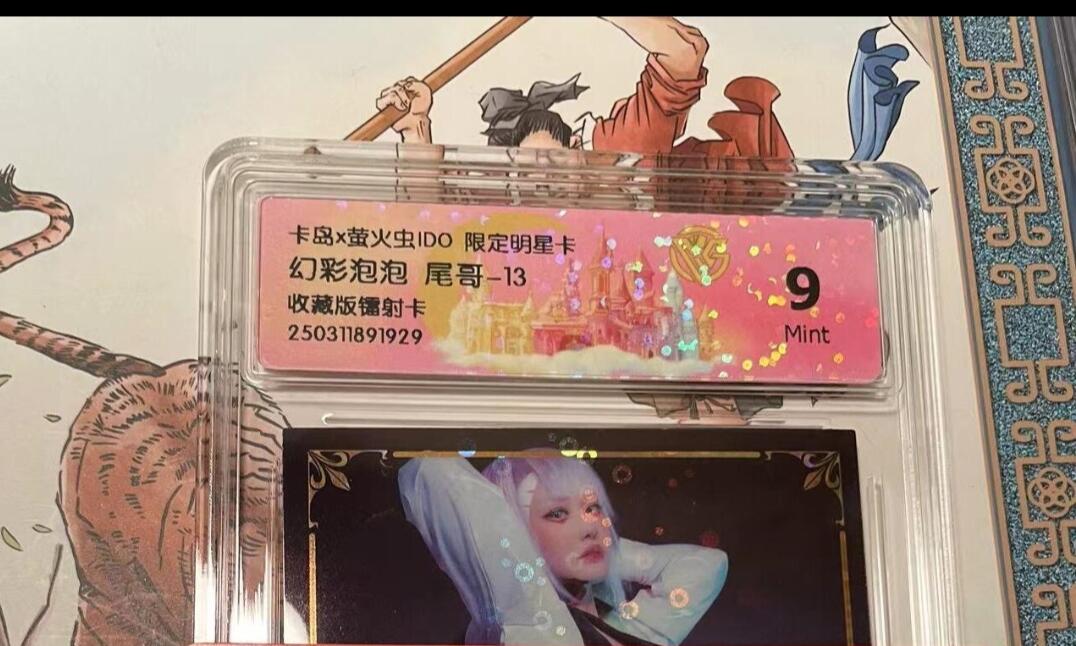 卡岛x萤火虫IDO 限定明星卡
幻彩泡泡 尾哥-13
收藏版镭射卡
250311891929
9
Mint